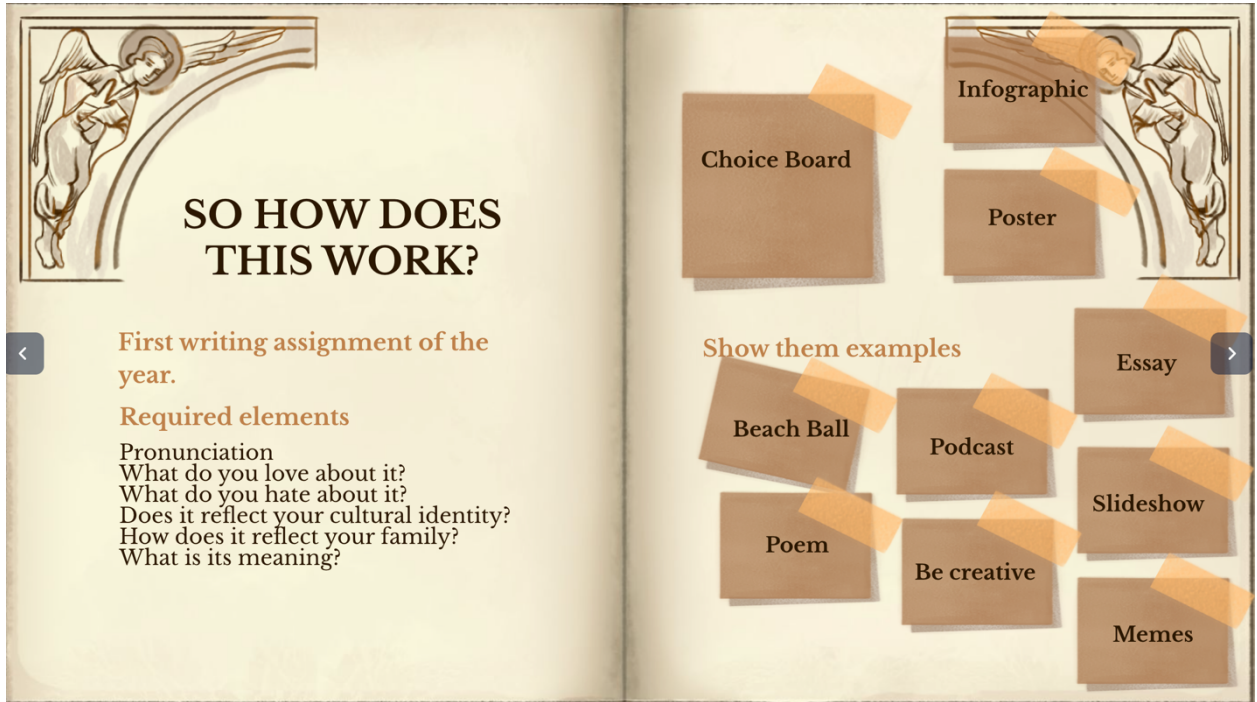 SO HOW DOES
THIS WORK?
First writing assignment of the
year.
Required elements
Pronunciation
What do you love about it?
What do you hate about it?
Does it reflect your cultural identity?
How does it reflect your family?
What is its meaning?
Choice Board
Infographic
Poster
Show them examples
Essay
Beach Ball
Podcast
Slideshow
Poem
Be creative
Memes